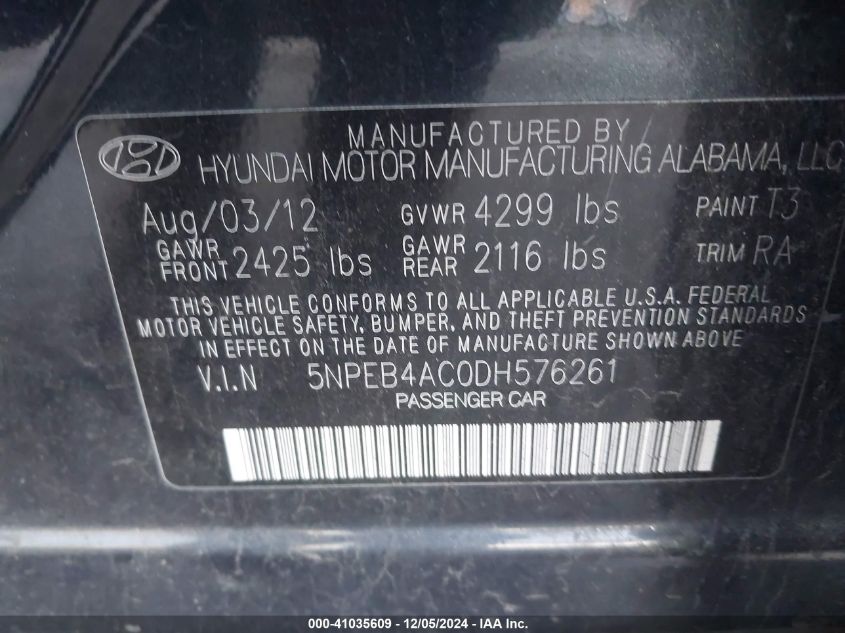 MANUFACTURED BY
HYUNDAI MOTOR MANUFACTURING ALABAMA, LLC
Aug/03/12 GVWR 4299 lbs PAINT T3
GAWR FRONT 2425 lbs GAWR REAR 2116 lbs TRIM RA
THIS VEHICLE CONFORMS TO ALL APPLICABLE U.S.A. FEDERAL
MOTOR VEHICLE SAFETY, BUMPER, AND THEFT PREVENTION STANDARDS
IN EFFECT ON THE DATE OF MANUFACTURE SHOWN ABOVE
V.I.N 5NPEB4AC0DH576261
PASSENGER CAR
000-41035609 - 12/05/2024 - IAA Inc.